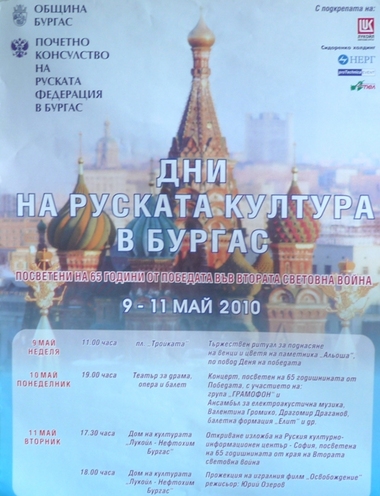 ОБЩИНА
БУРГАС
ПОЧЕТНО
КОНСУЛСТВО
НА
РУСКАТА
ФЕДЕРАЦИЯ
В БУРГАС
С подкрепата на:
ЛУКОЙЛ
Сидоренко холдинг
НЕРГ
ДНИ
НА РУСКАТА КУЛТУРА
В БУРГАС
ПОСВЕТЕНИ НА 65 ГОДИНИ ОТ ПОБЕДАТА ВЪВ ВТОРАТА СВЕТОВНА ВОЙНА
9 - 11 МАЙ 2010
9 МАЙ
НЕДЕЛЯ
11.00 часа
пл. „Тройката"
Тържествен ритуал за поднасяне
на венци и цветя на паметника „Альоша",
по повод Деня на победата
10 МАЙ
ПОНЕДЕЛНИК
19.00 часа
Театър за драма,
опера и балет
Концерт, посветен на 65 годишнината от
Победата, с участието на:
група „ГРАМОФОН" и
Ансамбъл за електроакустична музика,
Валентина Громико, Драгомир Драганов,
балетна формация „Елит" и др.
11 МАЙ
ВТОРНИК
17.30 часа
Дом на културата
"Лукойл - Нефтохим
Бургас"
Откриване изложба на Руския културно-
информационен център - София, посветена
на 65 годишнината от края на Втората
световна война
18.00 часа
Дом на културата
"Лукойл - Нефтохим
Бургас"
Прожекция на игралния филм „Освобождение"
режисьор: Юрий Озеров